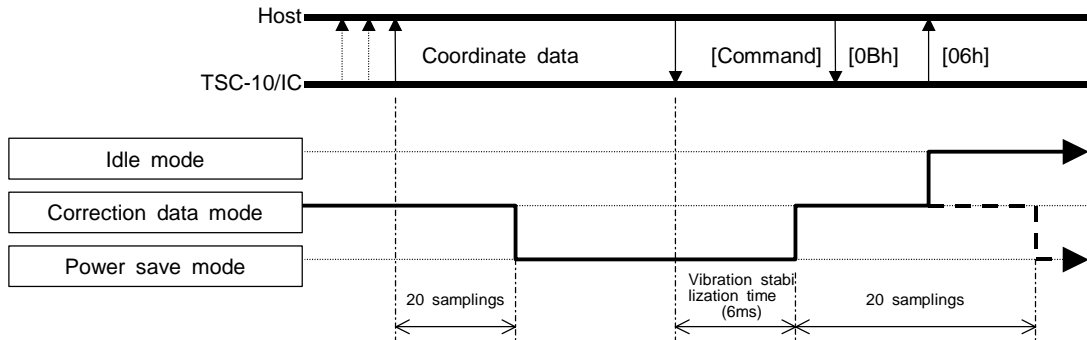 Host
Coordinate data [Command] [0Bh] [06h]
TSC-10/IC
Idle mode
Correction data mode
Power save mode
20 samplings
Vibration stabi
lization time
(6ms)
20 samplings